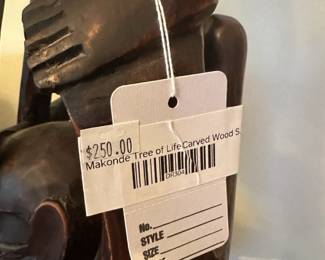 $250.00
Makonde Tree of Life Carved Wood S
No.
STYLE
SIZE